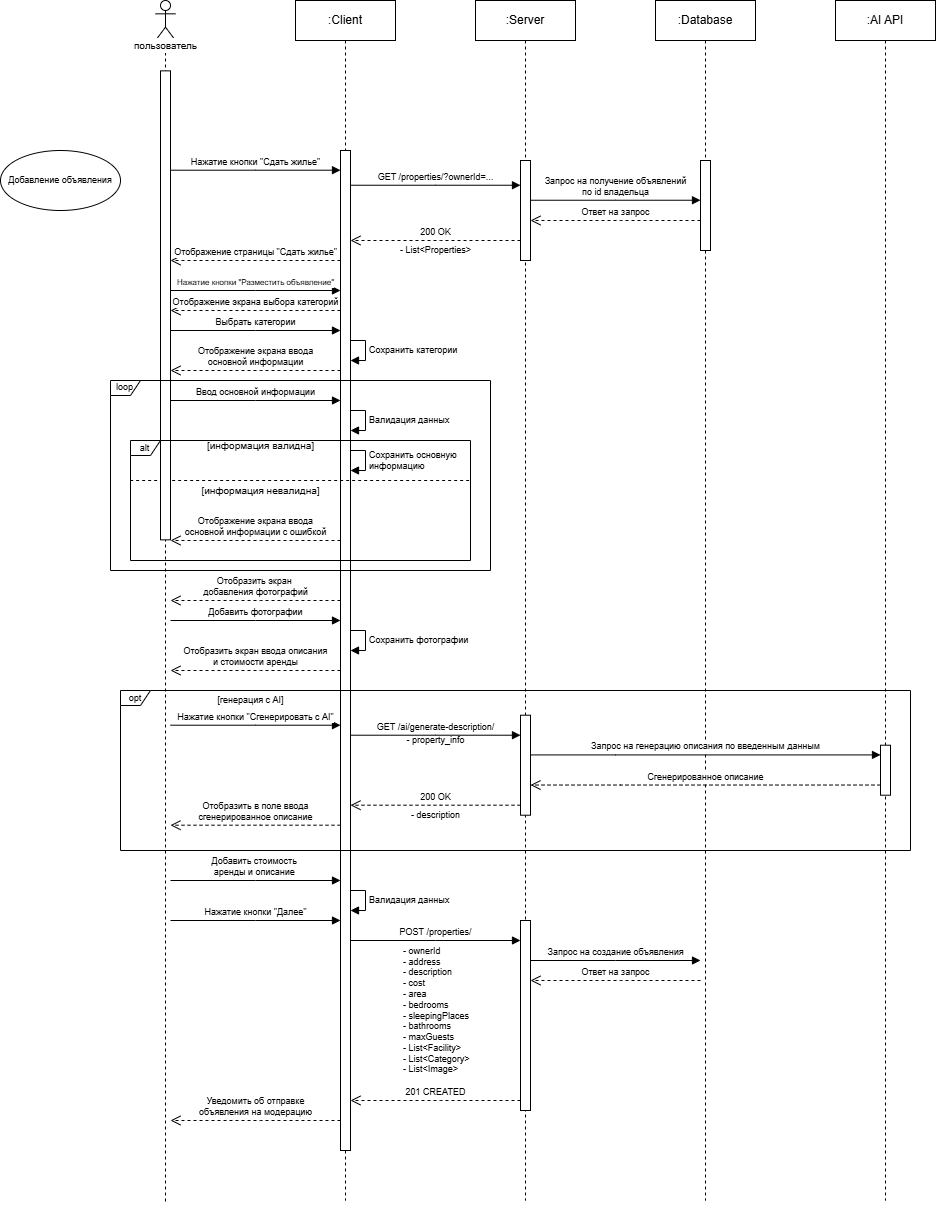 :Client
:Server
:Database
:AI API
пользователь
Добавление объявления
Нажатие кнопки "Сдать жилье"
GET /properties/?ownerId=...
Запрос на получение объявлений
по id владельца
Ответ на запрос
200 OK
- List<Properties>
Отображение страницы "Сдать жилье"
Нажатие кнопки "Разместить объявление"
Отображение экрана выбора категорий
Выбрать категории
Сохранить категории
Отображение экрана ввода
основной информации
loop
Ввод основной информации
Валидация данных
alt
[информация валидна]
Сохранить основную
информацию
[информация невалидна]
Отображение экрана ввода
основной информации с ошибкой
Отобразить экран
добавления фотографий
Добавить фотографии
Сохранить фотографии
Отобразить экран ввода описания
и стоимости аренды
opt
[генерация с AI]
Нажатие кнопки "Сгенерировать с AI"
GET /ai/generate-description/
- property_info
Запрос на генерацию описания по введенным данным
Сгенерированное описание
200 OK
- description
Отобразить в поле ввода
сгенерированное описание
Добавить стоимость
аренды и описание
Валидация данных
Нажатие кнопки "Далее"
POST /properties/
- ownerId
- address
- description
- cost
- area
- bedrooms
- sleepingPlaces
- bathrooms
- maxGuests
- List<Facility>
- List<Category>
- List<Image>
Запрос на создание объявления
Ответ на запрос
201 CREATED
Уведомить об отправке
объявления на модерацию